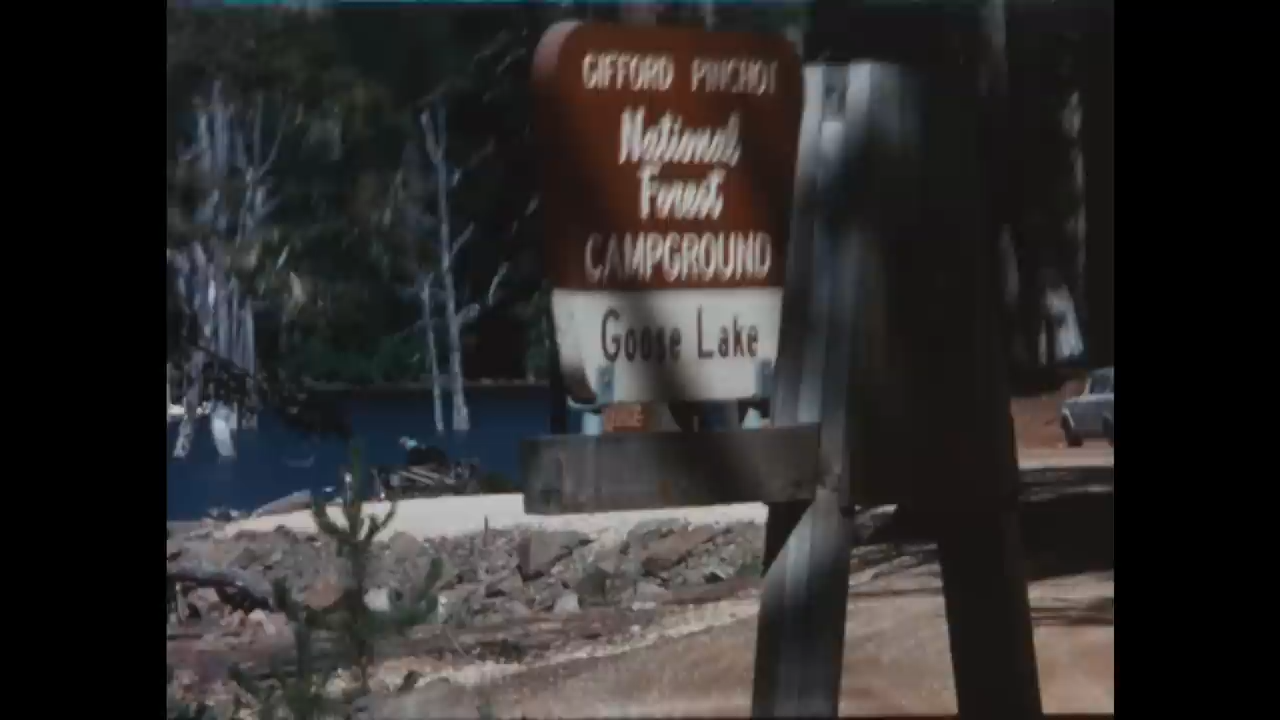 GIFFORD PINCHOT
National
Forest
CAMPGROUND
Goose Lake